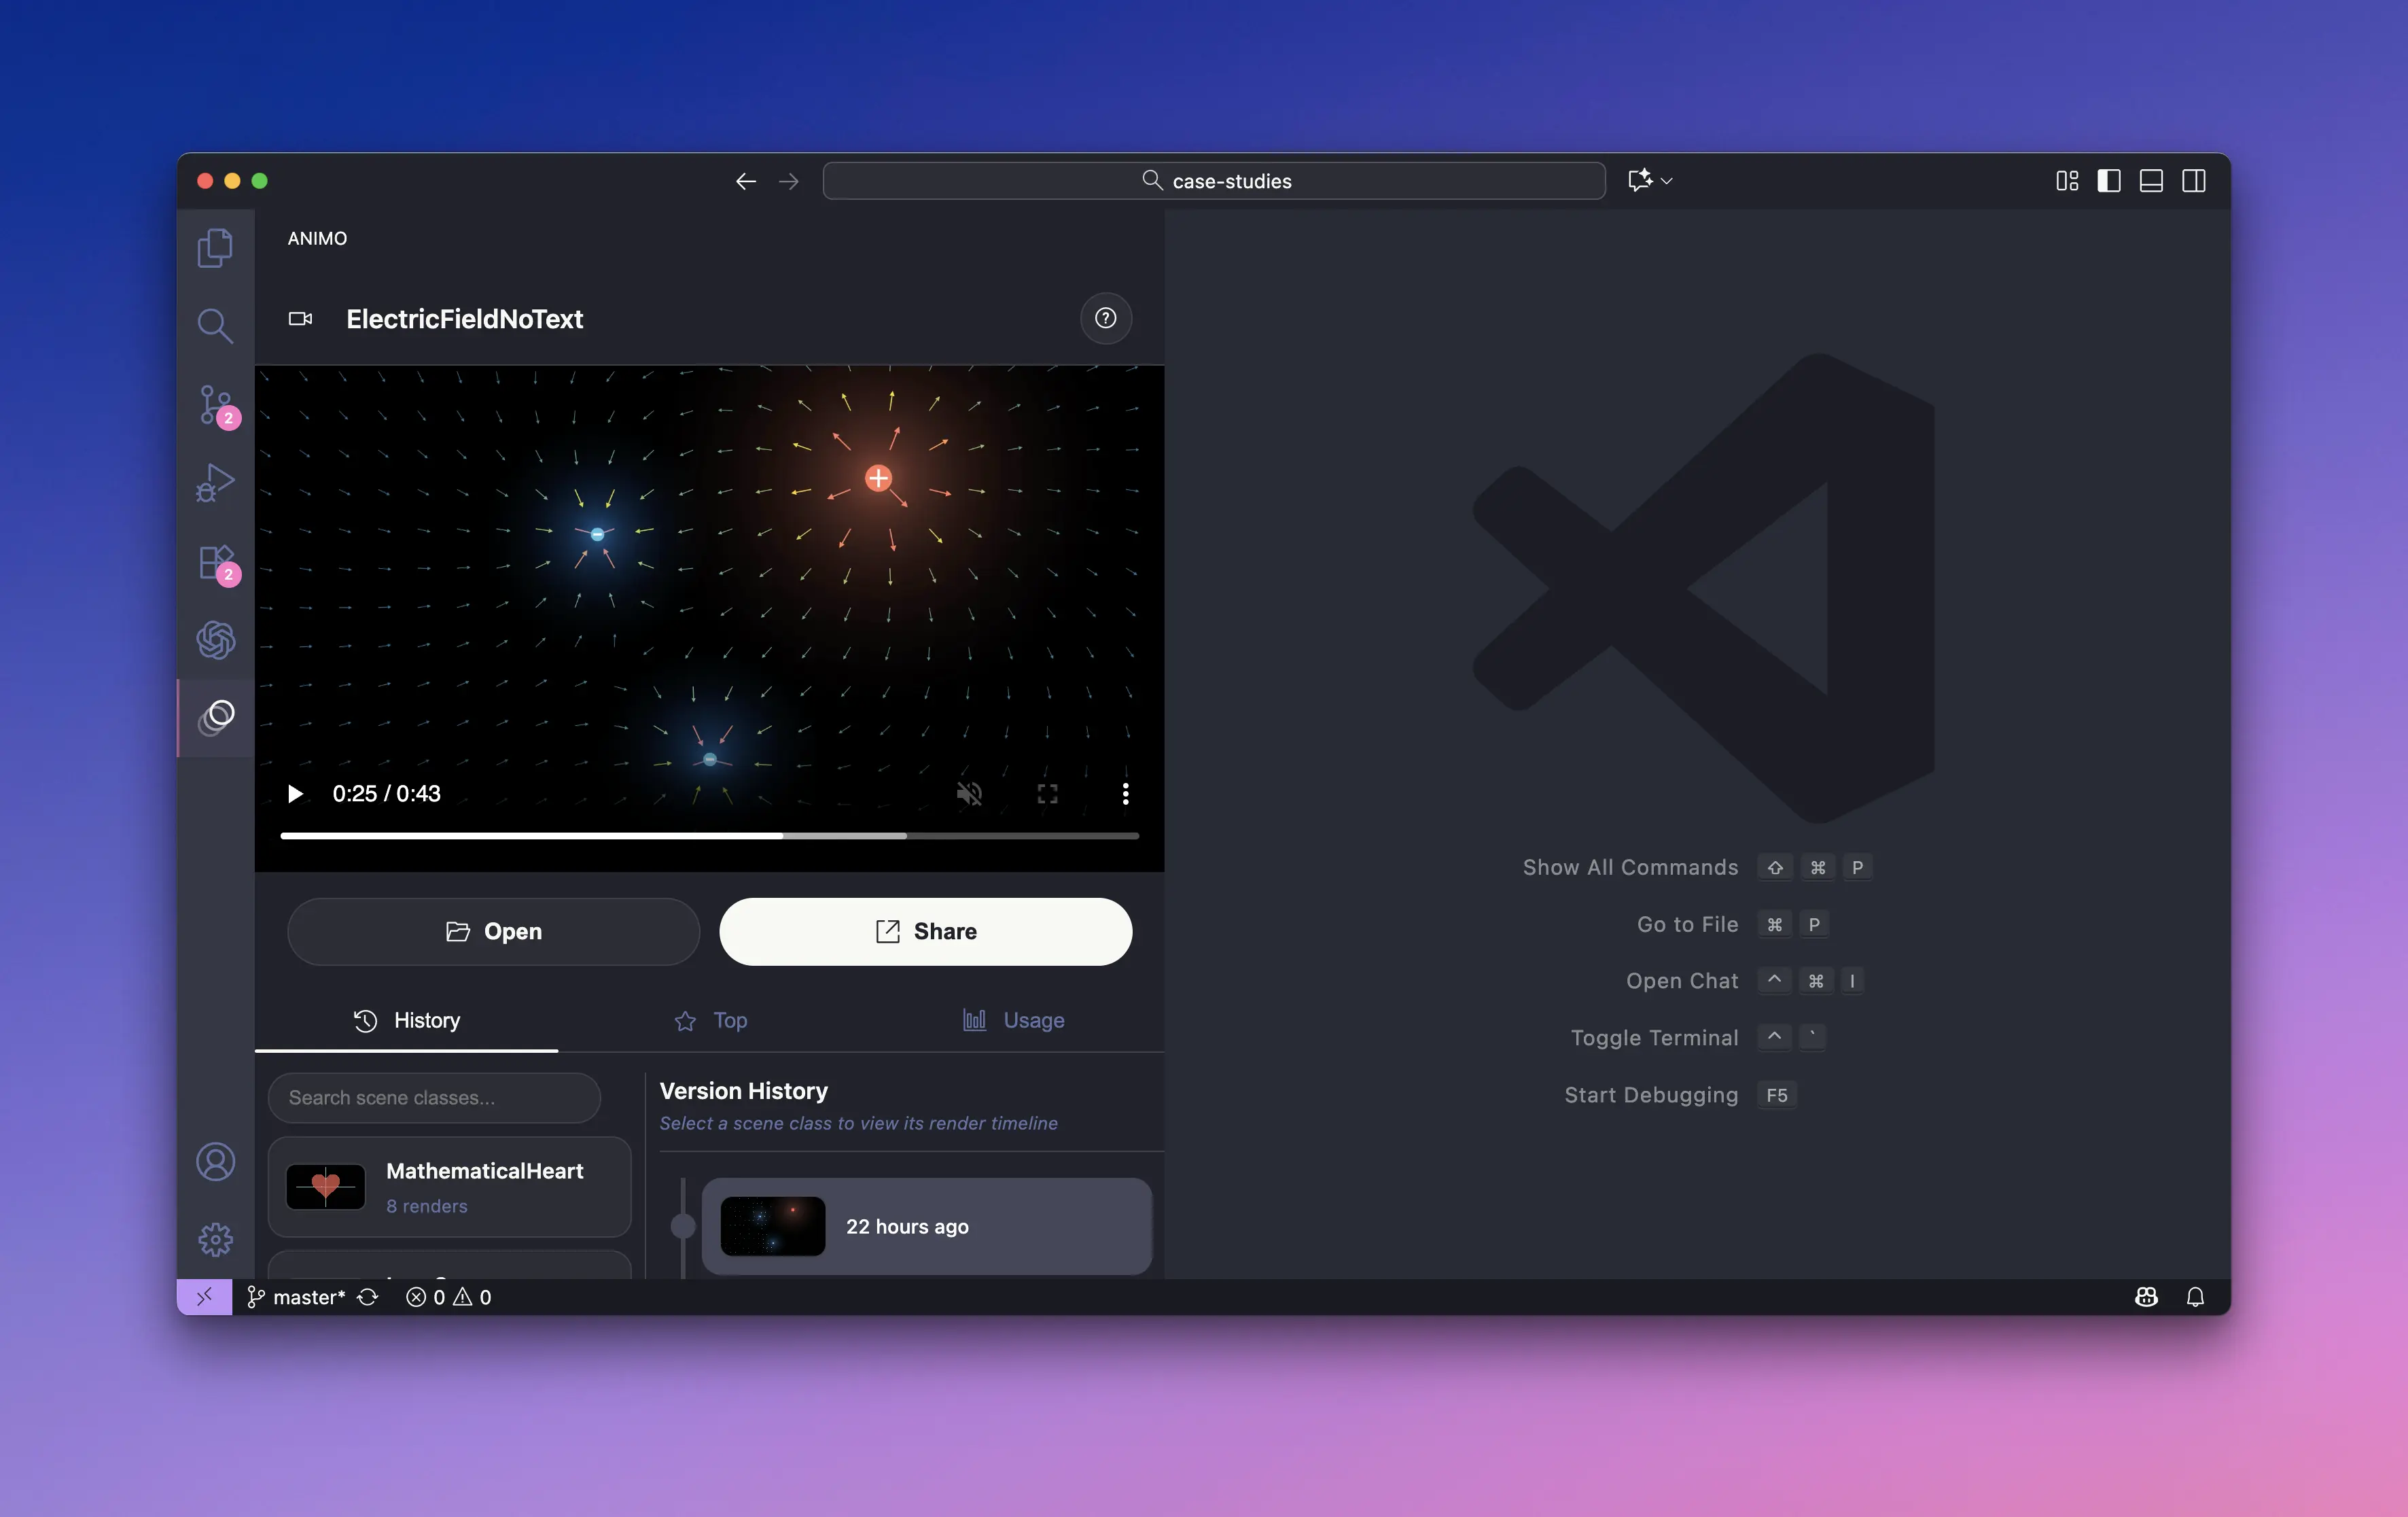 case-studies
ANIMO
ElectricFieldNoText
2
2
0:25 / 0:43
Open
Share
History
Top
Usage
Search scene classes...
MathematicalHeart
8 renders
Version History
Select a scene class to view its render timeline
22 hours ago
Show All Commands ⇧ ⌘ P
Go to File ⌘ P
Open Chat ^ ⌘ I
Toggle Terminal ^ `
Start Debugging F5
master*
0
0